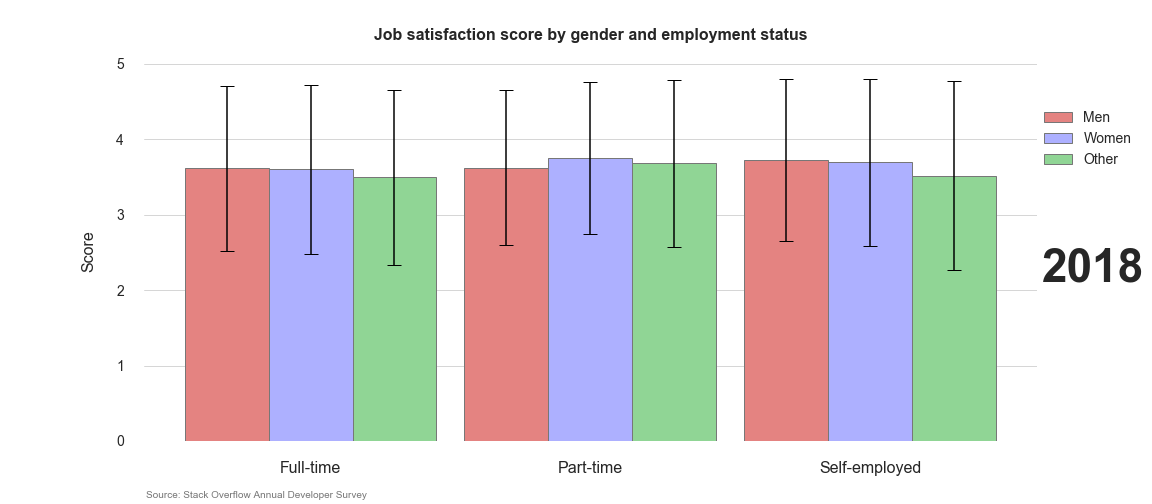 Job satisfaction score by gender and employment status
5
4
3
2
1
0
Score
Full-time
Part-time
Self-employed
Men
Women
Other
2018
Source: Stack Overflow Annual Developer Survey